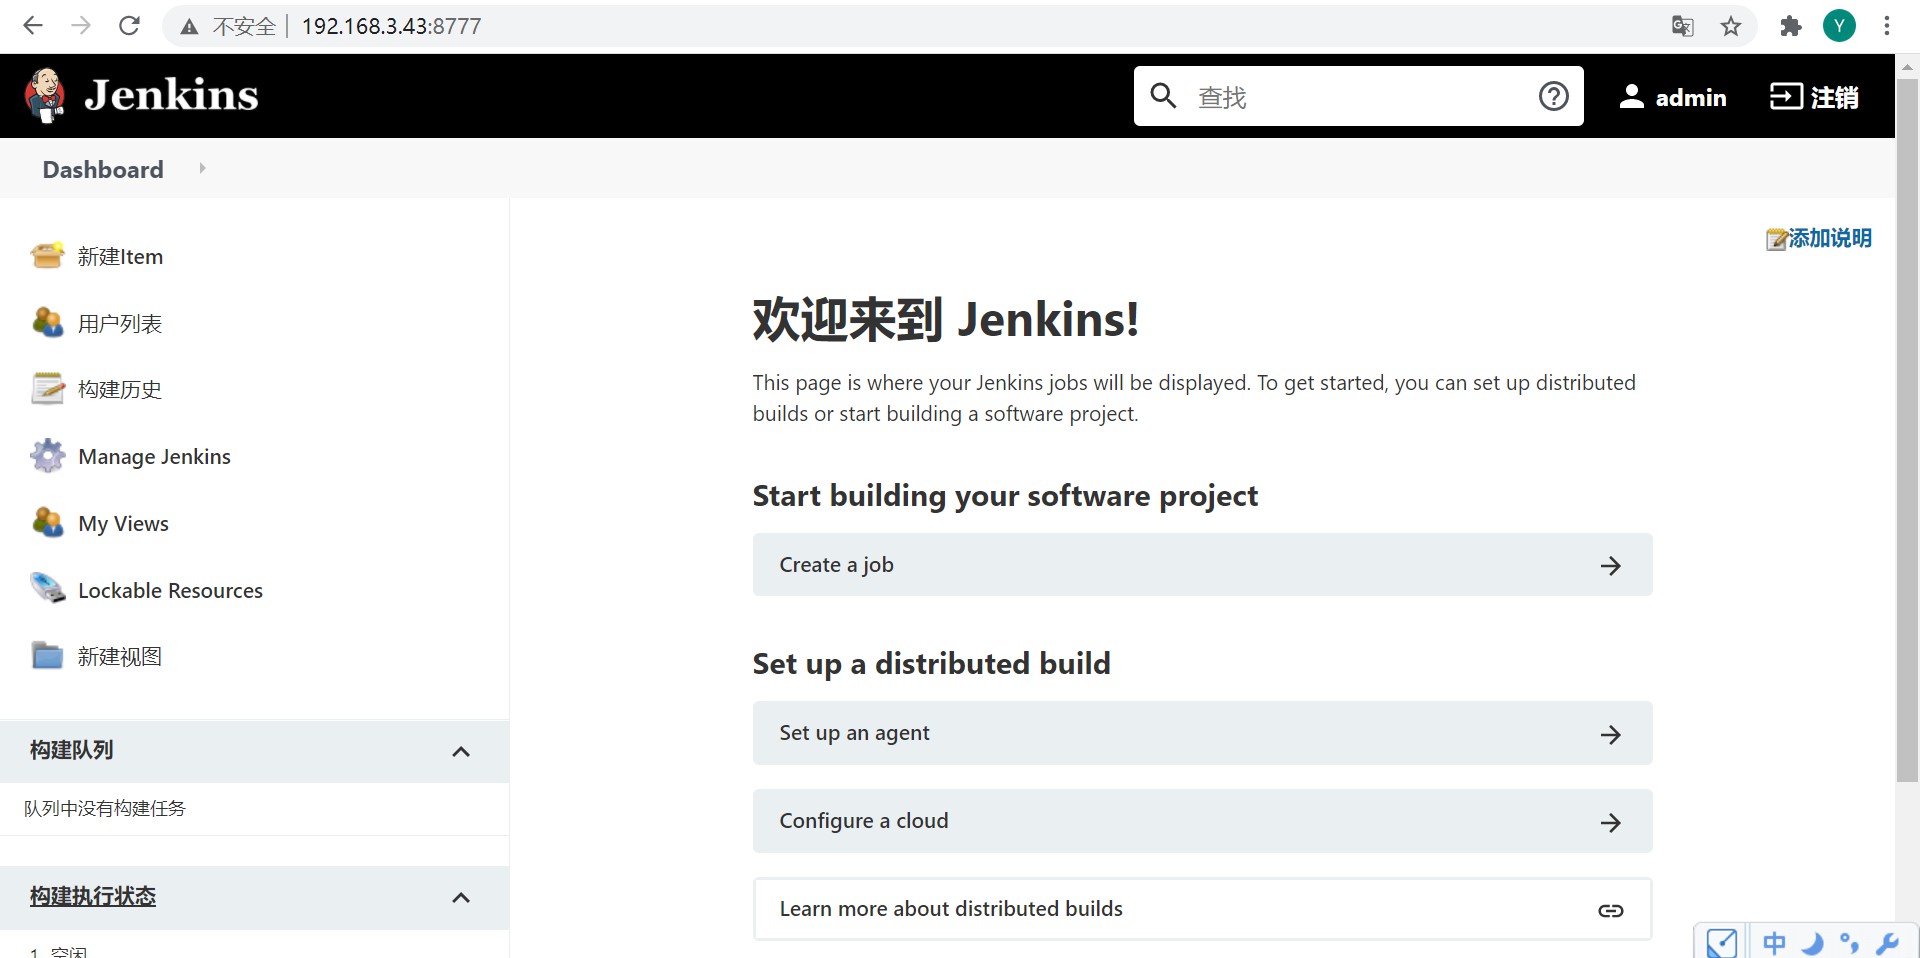 不安全 192.168.3.43:8777
Y
Jenkins
查找
admin
注销
Dashboard
新建Item
用户列表
构建历史
Manage Jenkins
My Views
Lockable Resources
新建视图
构建队列
队列中没有构建任务
构建执行状态
1 空闲
添加说明
欢迎来到 Jenkins!
This page is where your Jenkins jobs will be displayed. To get started, you can set up distributed
builds or start building a software project.
Start building your software project
Create a job
Set up a distributed build
Set up an agent
Configure a cloud
Learn more about distributed builds
中